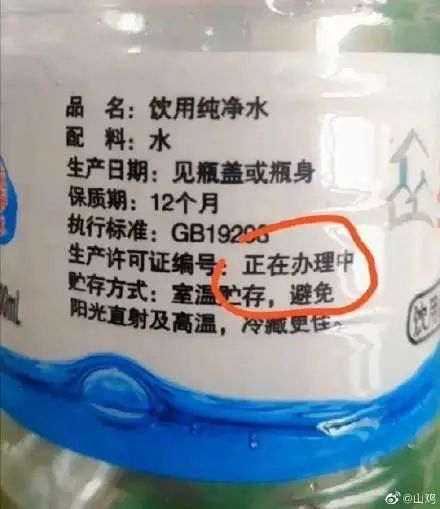 品 名：饮用纯净水
配 料：水
生产日期：见瓶盖或瓶身
保质期：12个月
执行标准：GB19298
生产许可证编号：正在办理中
贮存方式：室温贮存，避免
阳光直射及高温，冷藏更佳。
0mL
饮用
@山鸡